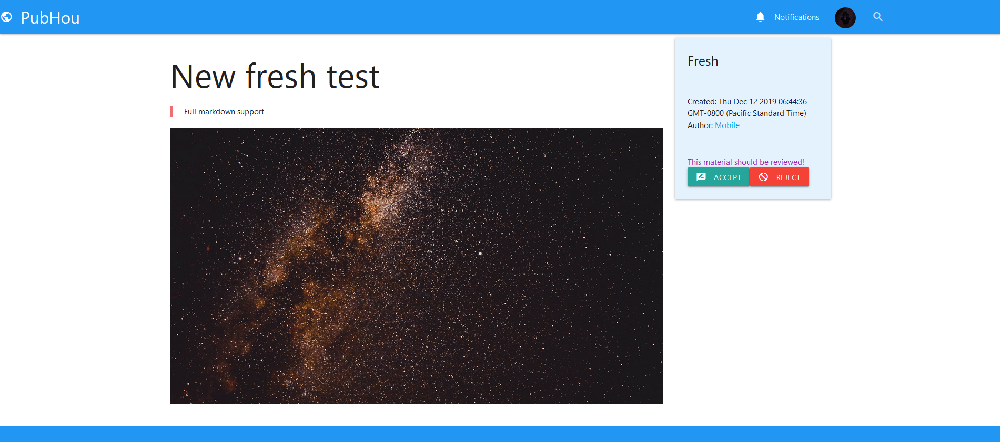 PubHou
Notifications
New fresh test
Full markdown support
Fresh
Created: Thu Dec 12 2019 06:44:36
GMT-0800 (Pacific Standard Time)
Author: Mobile
This material should be reviewed!
ACCEPT
REJECT